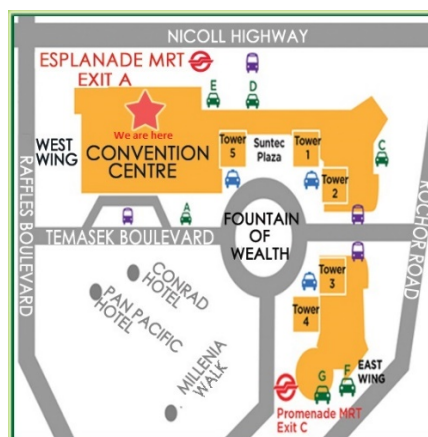 NICOLL HIGHWAY
ESPLANADE MRT
EXIT A
E
D
We are here
WEST
WING
CONVENTION
CENTRE
Tower
5
Suntec
Plaza
Tower
1
C
Tower
2
RAFFLES BOULEVARD
A
TEMASEK BOULEVARD
FOUNTAIN
OF
WEALTH
ROCHOR ROAD
CONRAD
HOTEL
PAN PACIFIC
HOTEL
MILLENIA
WALK
Tower
3
Tower
4
EAST
WING
G
F
Promenade MRT
Exit C